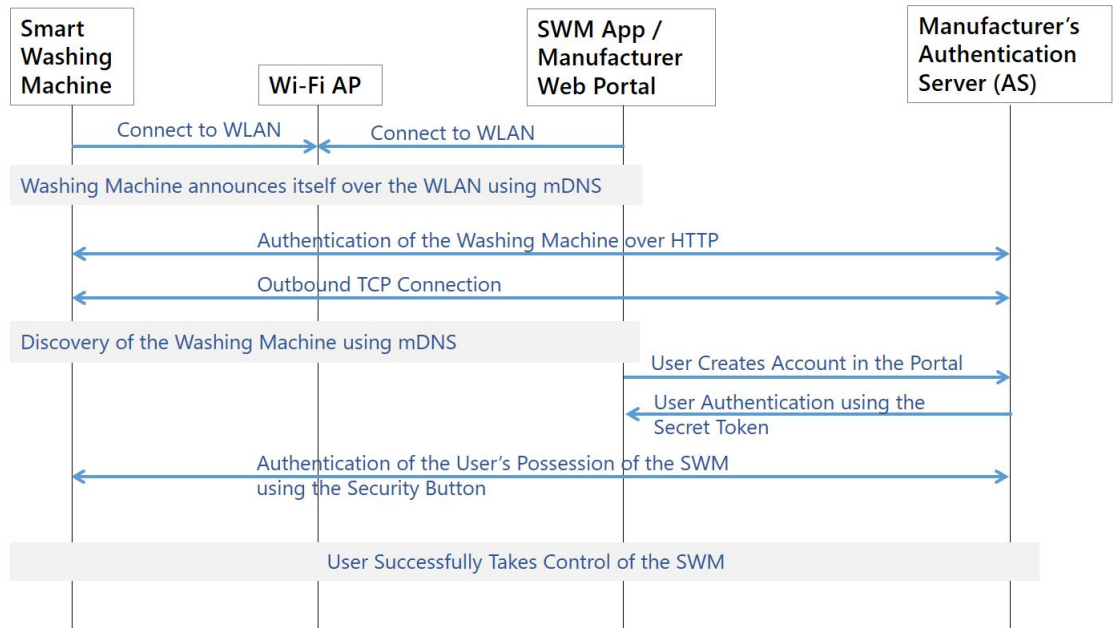 Smart
Washing
Machine
Wi-Fi AP
SWM App /
Manufacturer
Web Portal
Manufacturer's
Authentication
Server (AS)
Connect to WLAN
Connect to WLAN
Washing Machine announces itself over the WLAN using mDNS
Authentication of the Washing Machine over HTTP
Outbound TCP Connection
Discovery of the Washing Machine using mDNS
User Creates Account in the Portal
User Authentication using the
Secret Token
Authentication of the User's Possession of the SWM
using the Security Button
User Successfully Takes Control of the SWM